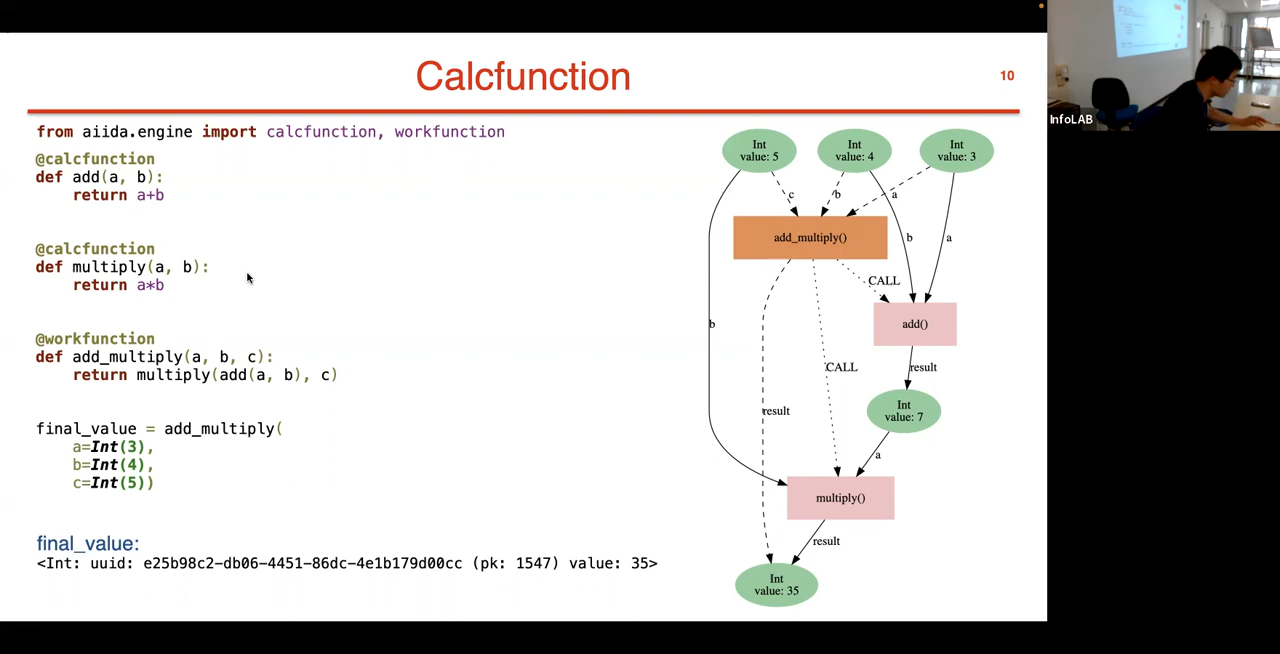 Calcfunction
10
from aiida.engine import calcfunction, workfunction
@calcfunction
def add(a, b):
    return a+b
@calcfunction
def multiply(a, b):
    return a*b
@workfunction
def add_multiply(a, b, c):
    return multiply(add(a, b), c)
final_value = add_multiply(
    a=Int(3),
    b=Int(4),
    c=Int(5))
final_value:
<Int: uuid: e25b98c2-db06-4451-86dc-4e1b179d00cc (pk: 1547) value: 35>
Int
value: 5
Int
value: 4
Int
value: 3
c
b
a
add_multiply()
b
a
CALL
b
add()
CALL
result
result
Int
value: 7
a
multiply()
result
Int
value: 35
InfoLAB